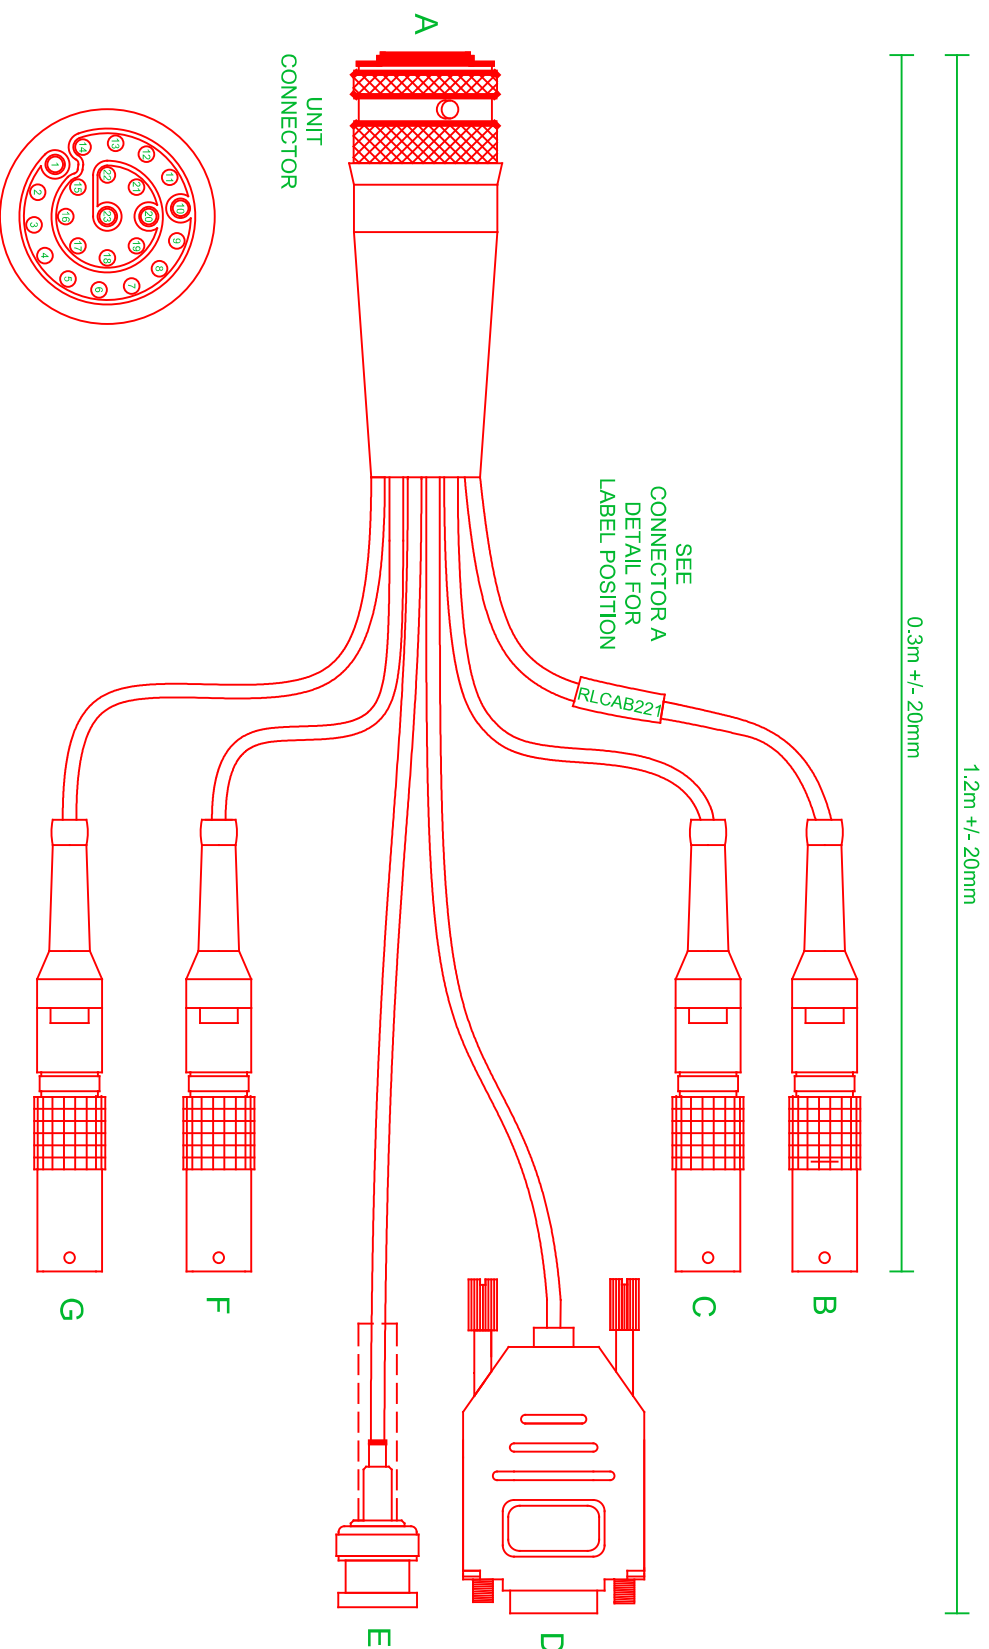 1.2m +/- 20mm
0.3m +/- 20mm
A
UNIT
CONNECTOR
SEE
CONNECTOR A
DETAIL FOR
LABEL POSITION
RLCAB221
B
C
D
E
F
G
1
2
3
4
5
6
7
8
9
10
11
12
13
14
15
16
17
18
19
20
21
22
23